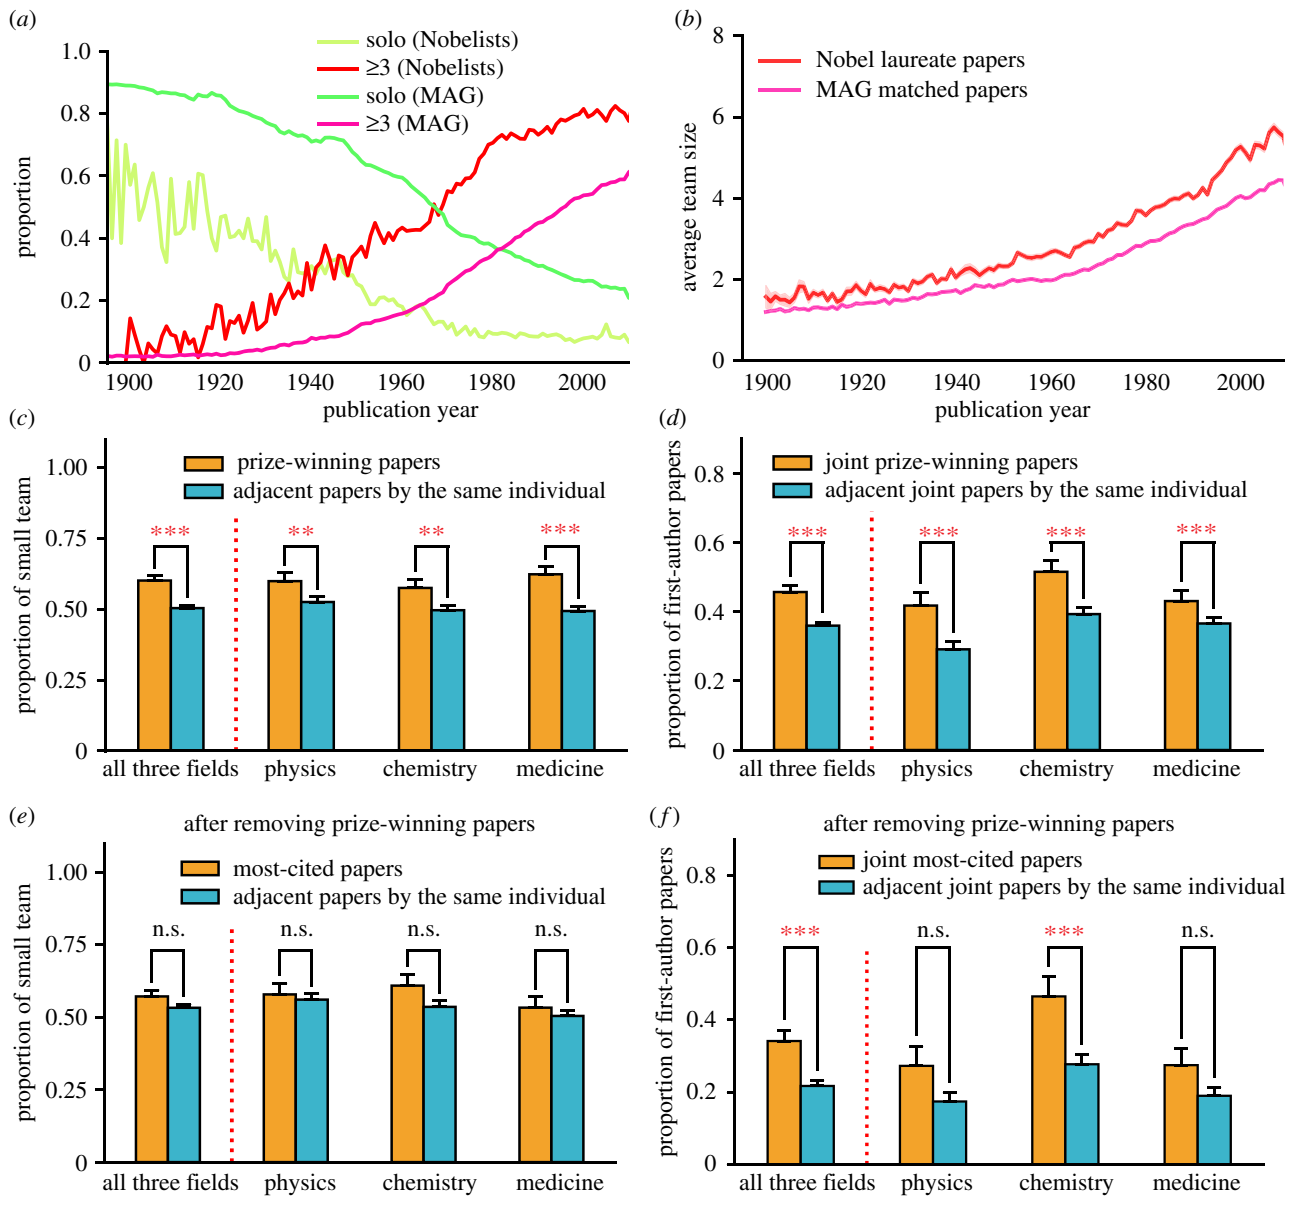 (a)
solo (Nobelists)
≥3 (Nobelists)
solo (MAG)
≥3 (MAG)
proportion
1.0
0.8
0.6
0.4
0.2
0
1900 1920 1940 1960 1980 2000
publication year
(b)
Nobel laureate papers
MAG matched papers
average team size
8
6
4
2
0
1900 1920 1940 1960 1980 2000
publication year
(c)
prize-winning papers
adjacent papers by the same individual
proportion of small team
1.00
0.75
0.50
0.25
0
*** ** ** ***
all three fields physics chemistry medicine
(d)
joint prize-winning papers
adjacent joint papers by the same individual
proportion of first-author papers
0.8
0.6
0.4
0.2
0
*** *** *** ***
all three fields physics chemistry medicine
(e)
after removing prize-winning papers
most-cited papers
adjacent papers by the same individual
proportion of small team
1.00
0.75
0.50
0.25
0
n.s. n.s. n.s. n.s.
all three fields physics chemistry medicine
(f)
after removing prize-winning papers
joint most-cited papers
adjacent joint papers by the same individual
proportion of first-author papers
0.8
0.6
0.4
0.2
0
*** n.s. *** n.s.
all three fields physics chemistry medicine